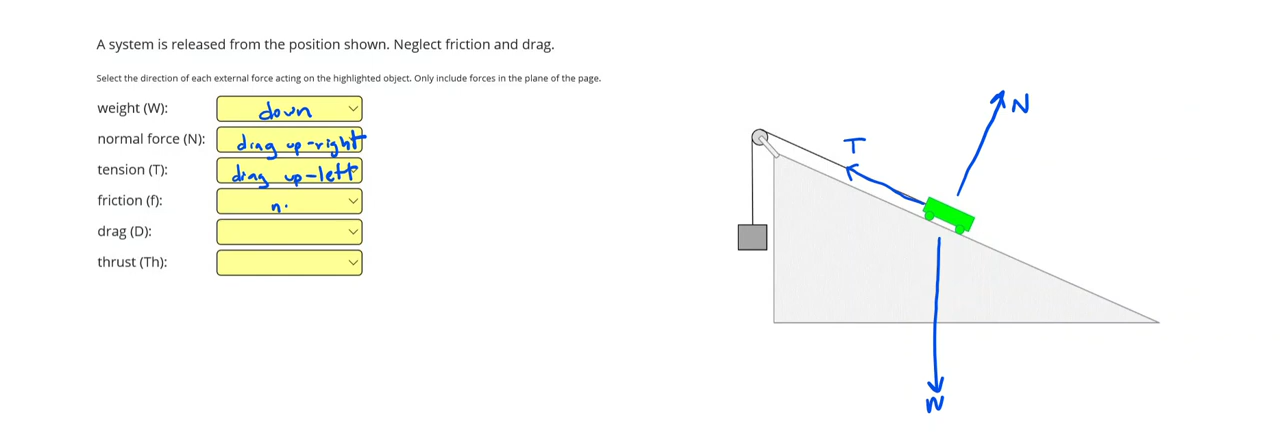 A system is released from the position shown. Neglect friction and drag.
Select the direction of each external force acting on the highlighted object. Only include forces in the plane of the page.
weight (W): down
normal force (N): diag up-right
tension (T): diag up-left
friction (f): n.
drag (D):
thrust (Th):
N
T
W